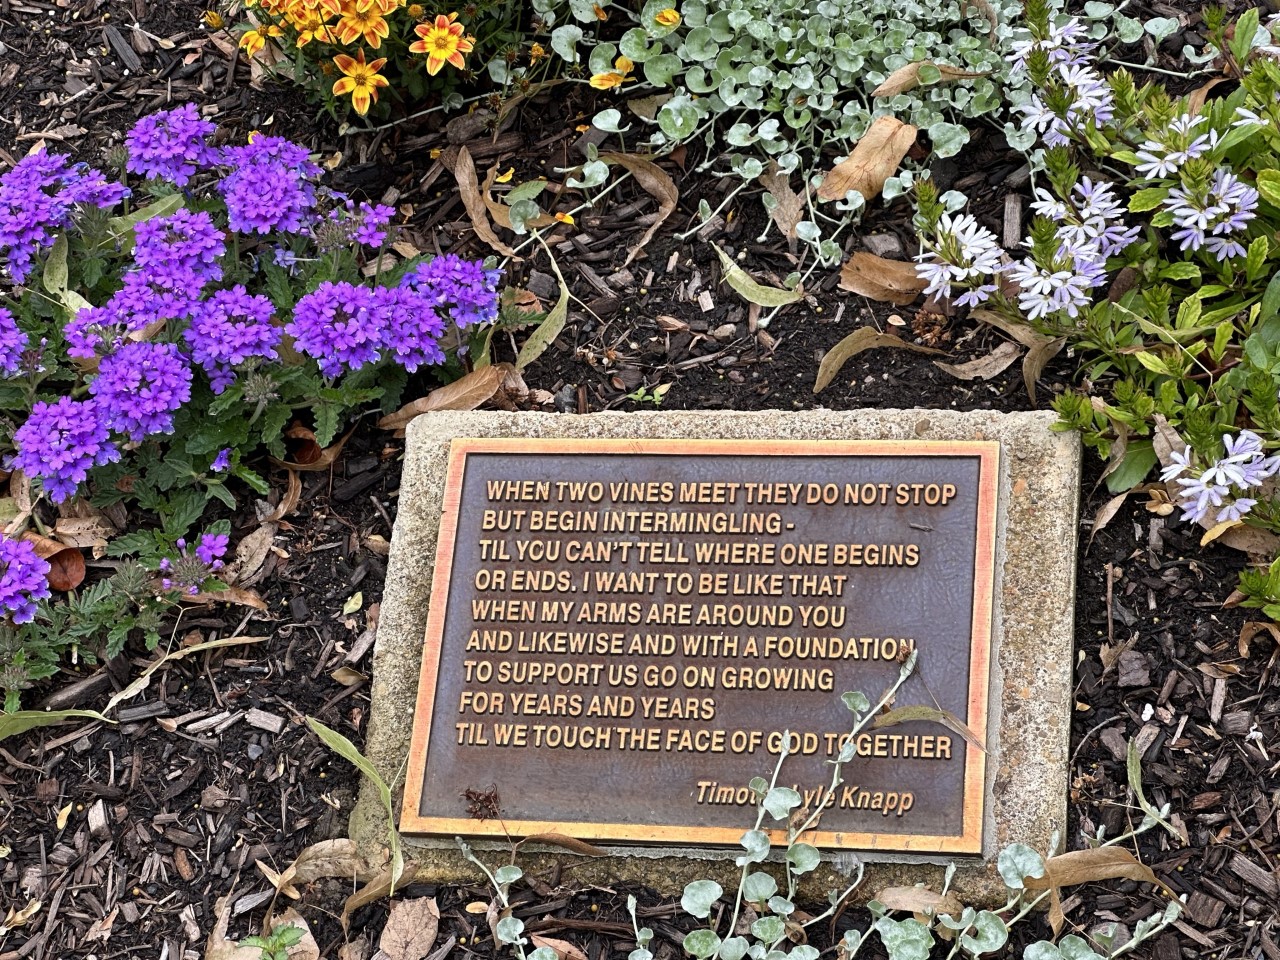 WHEN TWO VINES MEET THEY DO NOT STOP
BUT BEGIN INTERMINGLING -
TIL YOU CAN'T TELL WHERE ONE BEGINS
OR ENDS. I WANT TO BE LIKE THAT
WHEN MY ARMS ARE AROUND YOU
AND LIKEWISE AND WITH A FOUNDATION
TO SUPPORT US GO ON GROWING
FOR YEARS AND YEARS
TIL WE TOUCH THE FACE OF GOD TOGETHER
Lyle Knapp